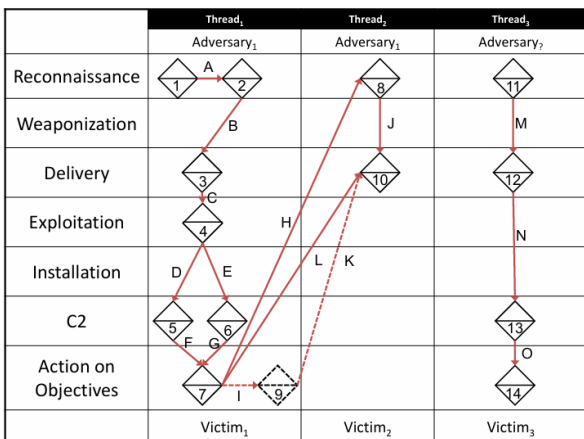 Thread₁ Thread₂ Thread₃
Adversary₁ Adversary₁ Adversary?
Reconnaissance 1 A 2 8 11
Weaponization B J M
Delivery 3 10 12
C
Exploitation 4 H N
Installation D E L K
C2 5 6 13
F G O
Action on
Objectives 7 I 9 14
Victim₁ Victim₂ Victim₃